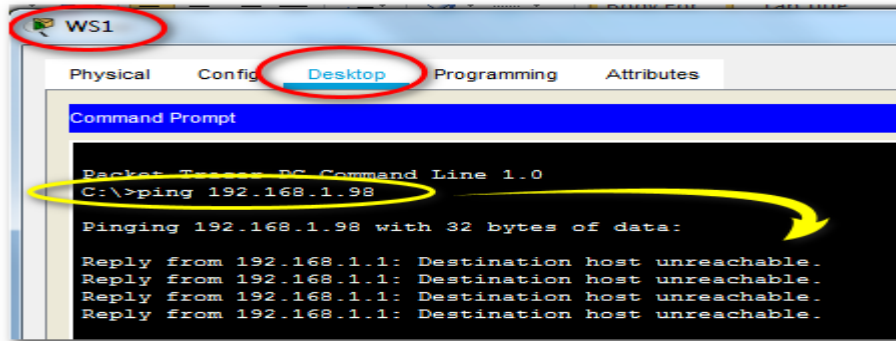 WS1
Physical Config Desktop Programming Attributes
Command Prompt
Packet Tracer PC Command Line 1.0
C:\>ping 192.168.1.98
Pinging 192.168.1.98 with 32 bytes of data:
Reply from 192.168.1.1: Destination host unreachable.
Reply from 192.168.1.1: Destination host unreachable.
Reply from 192.168.1.1: Destination host unreachable.
Reply from 192.168.1.1: Destination host unreachable.